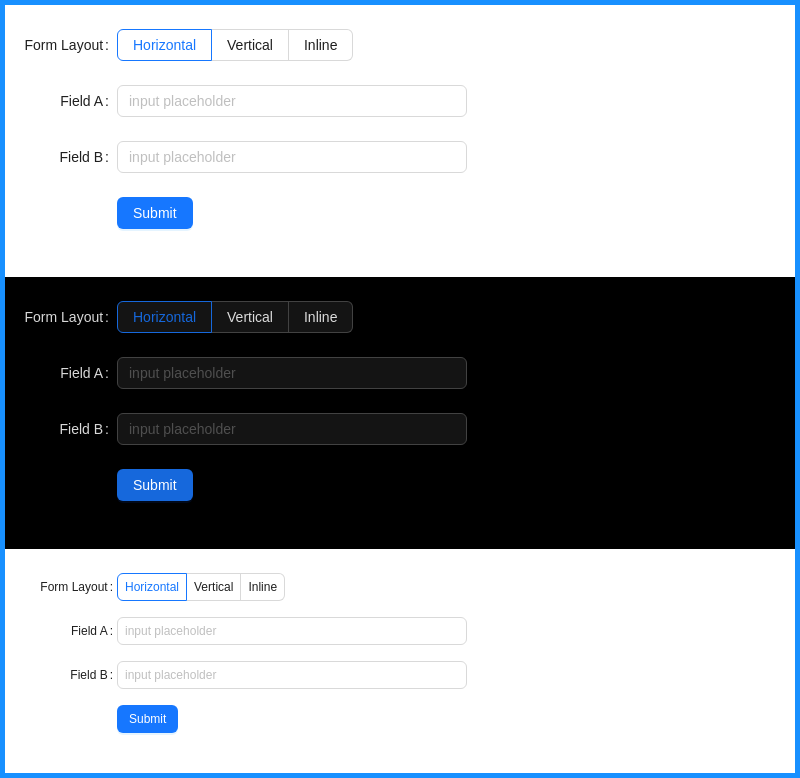 Form Layout: Horizontal Vertical Inline
Field A: input placeholder
Field B: input placeholder
Submit
Form Layout: Horizontal Vertical Inline
Field A: input placeholder
Field B: input placeholder
Submit
Form Layout: Horizontal Vertical Inline
Field A: input placeholder
Field B: input placeholder
Submit